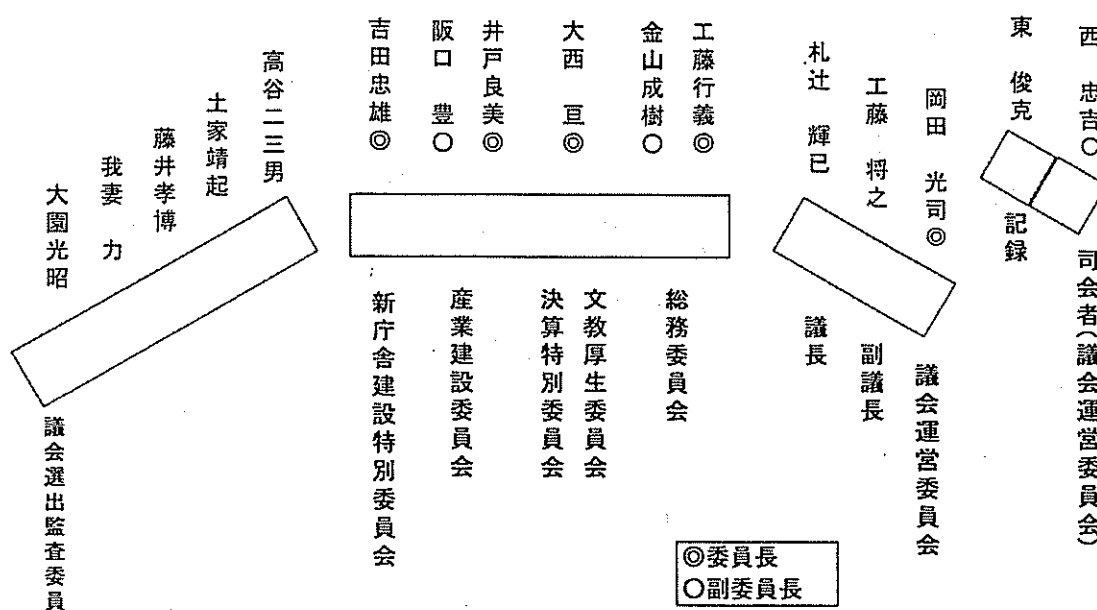 西 忠吉○
東 俊克
岡田 光司◎
工藤 将之
札辻 輝巳
工藤行義◎
金山成樹○
大西 亘◎
井戸良美◎
阪口 豊○
吉田忠雄◎
高谷二三男
土家靖起
藤井孝博
我妻 力
大園光昭
司会者(議会運営委員会)
記録
議会運営委員会
副議長
議長
総務委員会
文教厚生委員会
決算特別委員会
産業建設委員会
新庁舎建設特別委員会
議会選出監査委員
◎委員長
○副委員長